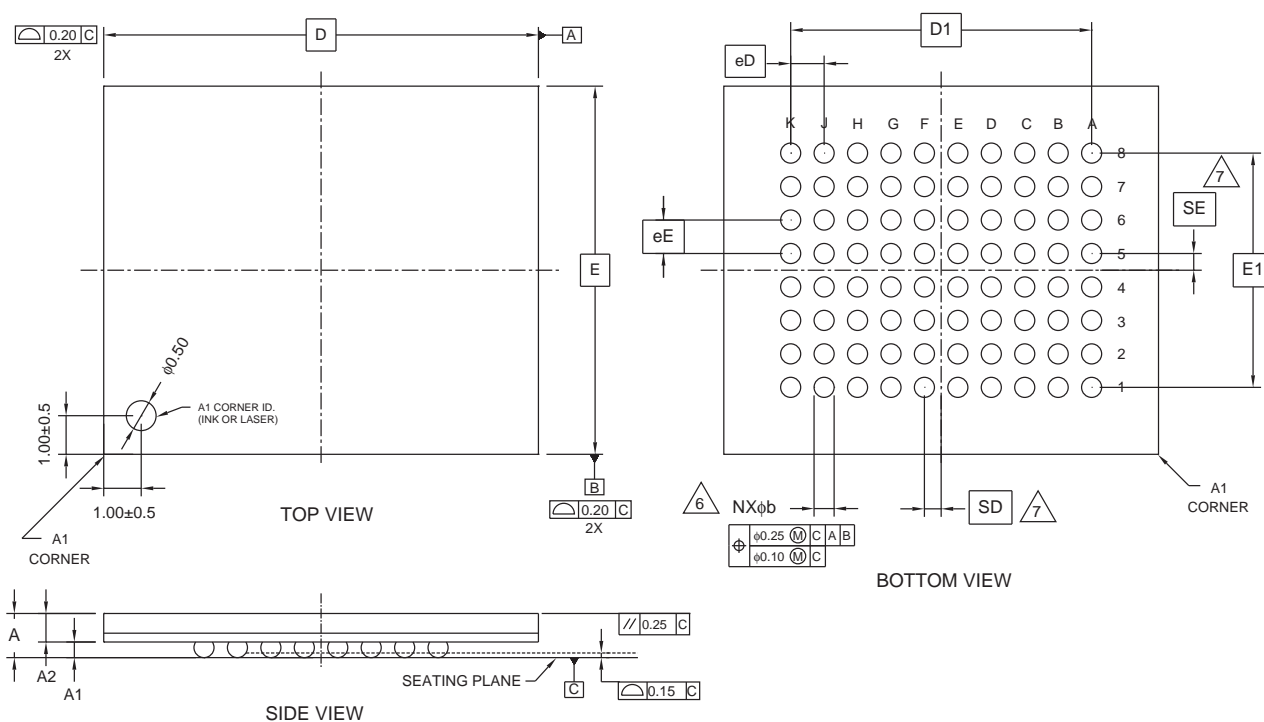 0.20 C
2X
D
A
φ0.50
A1 CORNER ID.
(INK OR LASER)
1.00±0.5
1.00±0.5
A1
CORNER
TOP VIEW
E
B
0.20 C
2X
D1
eD
K J H G F E D C B A
8
7
6
5
4
3
2
1
7
SE
E1
eE
A1
CORNER
6
NXφb
φ0.25 M C A B
φ0.10 M C
SD
7
BOTTOM VIEW
A
A2
A1
// 0.25 C
SEATING PLANE
C
0.15 C
SIDE VIEW